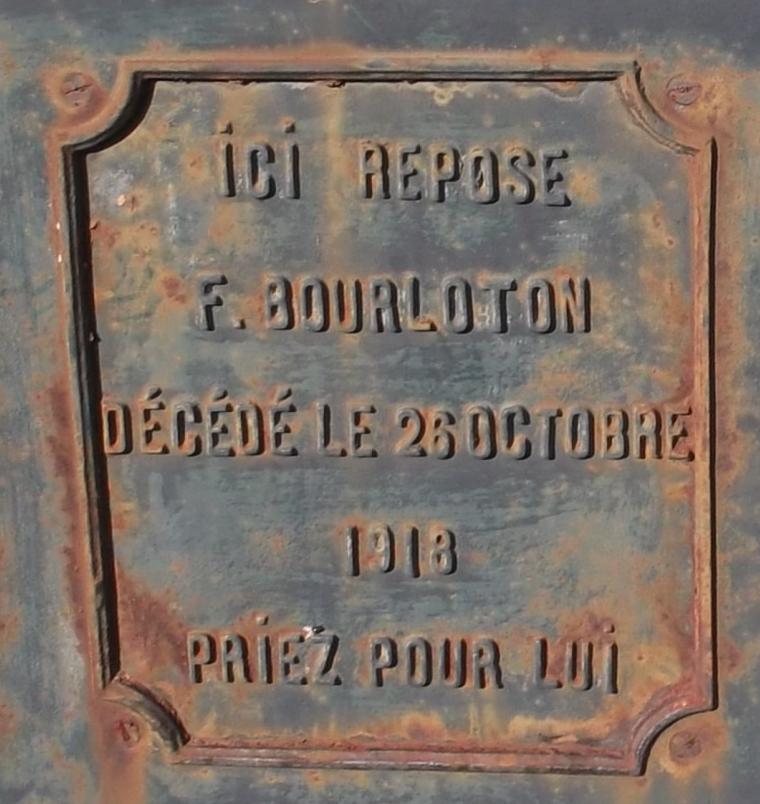 iCi REPOSE
F. BOURLOTON
DÉCÉDÉ LE 26 OCTOBRE
1918
PRiEZ POUR LUi